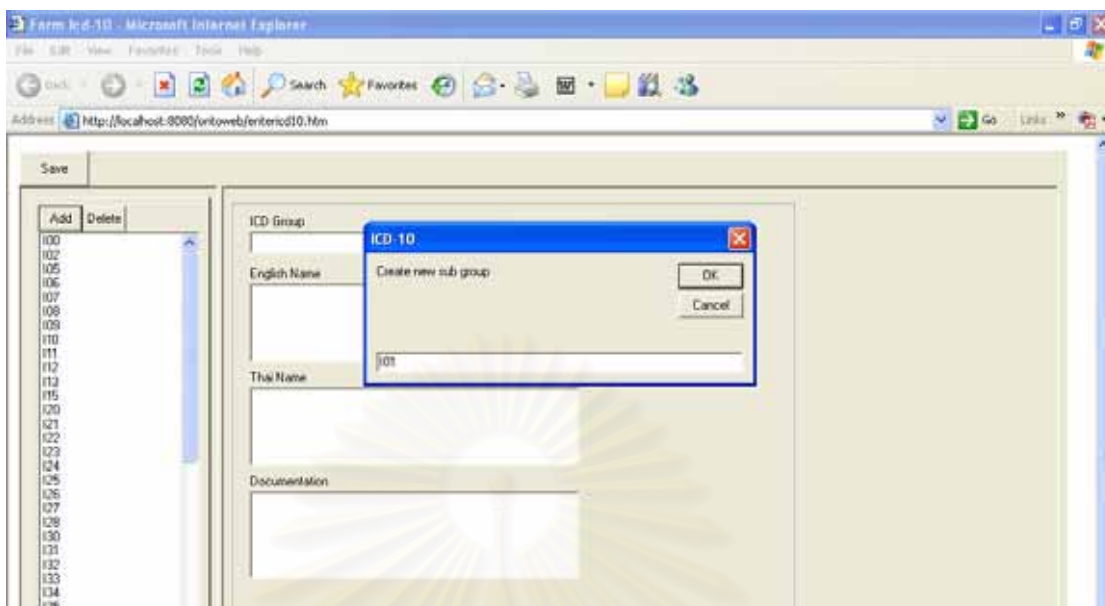 Form Icd-10 - Microsoft Internet Explorer
File Edit View Favorites Tools Help
Back Search Favorites
Address http://localhost:8080/ontoweb/entericd10.htm Go Links
Save
Add Delete
I00
I02
I05
I06
I07
I08
I09
I10
I11
I12
I13
I15
I20
I21
I22
I23
I24
I25
I26
I27
I28
I30
I31
I32
I33
I34
ICD Group
English Name
Thai Name
Documentation
ICD-10
Create new sub group
OK
Cancel
I01